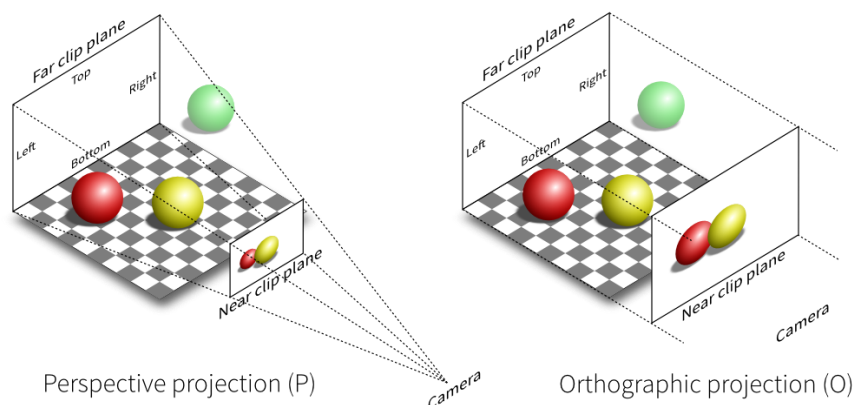 Far clip plane
Top
Right
Left
Bottom
Near clip plane
Camera
Perspective projection (P)
Far clip plane
Top
Right
Left
Bottom
Near clip plane
Camera
Orthographic projection (O)